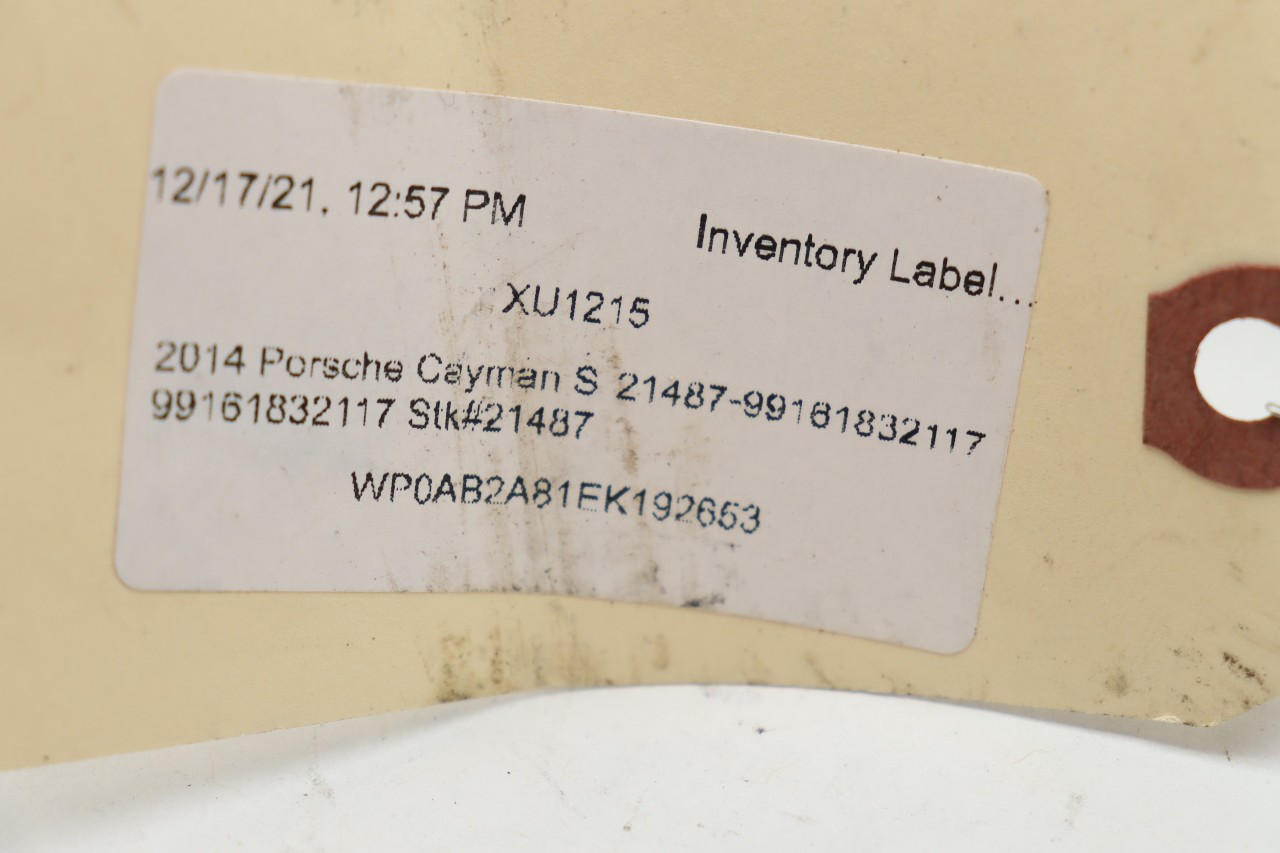 12/17/21, 12:57 PM Inventory Label...
XU1215
2014 Porsche Cayman S 21487-99161832117
99161832117 Stk#21487
WP0AB2A81EK192653